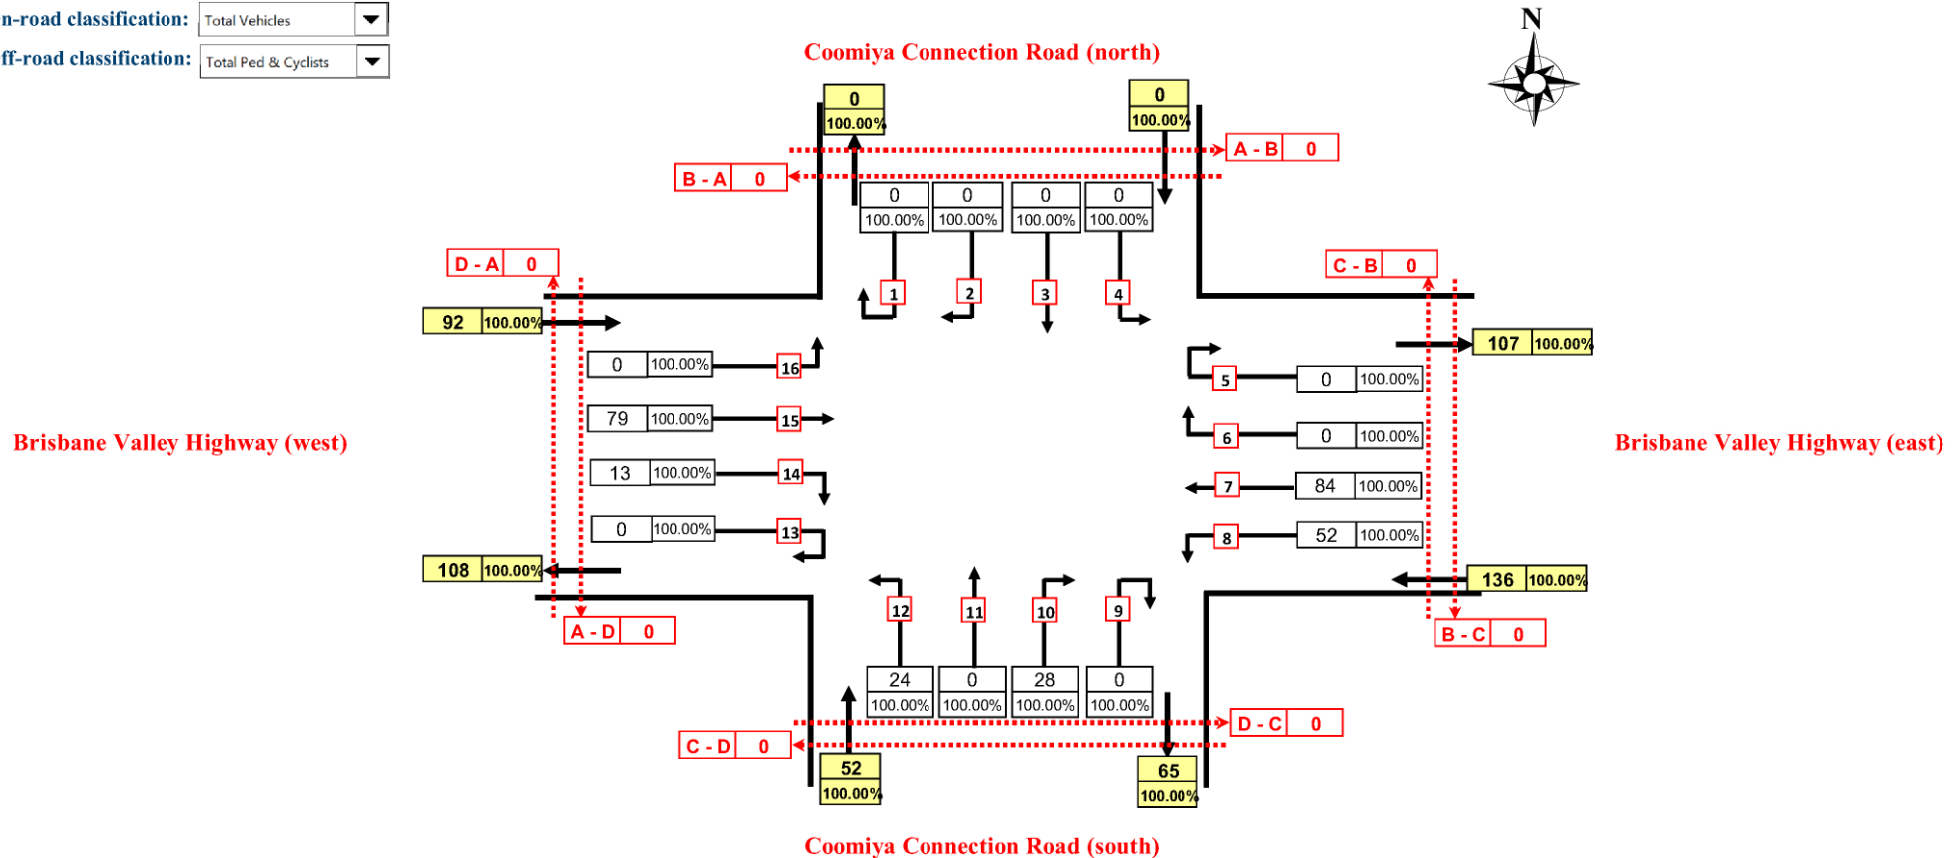 n-road classification: Total Vehicles
ff-road classification: Total Ped & Cyclists
N
Coomiya Connection Road (north)
0
100.00%
0
100.00%
A - B 0
B - A 0
0 0 0 0
100.00% 100.00% 100.00% 100.00%
D - A 0
C - B 0
1 2 3 4
92 100.00%
107 100.00%
0 100.00% 16
5 0 100.00%
79 100.00% 15
6 0 100.00%
Brisbane Valley Highway (west)
Brisbane Valley Highway (east)
13 100.00% 14
7 84 100.00%
0 100.00% 13
8 52 100.00%
108 100.00%
136 100.00%
12 11 10 9
A - D 0
B - C 0
24 0 28 0
100.00% 100.00% 100.00% 100.00%
D - C 0
C - D 0
52
100.00%
65
100.00%
Coomiya Connection Road (south)